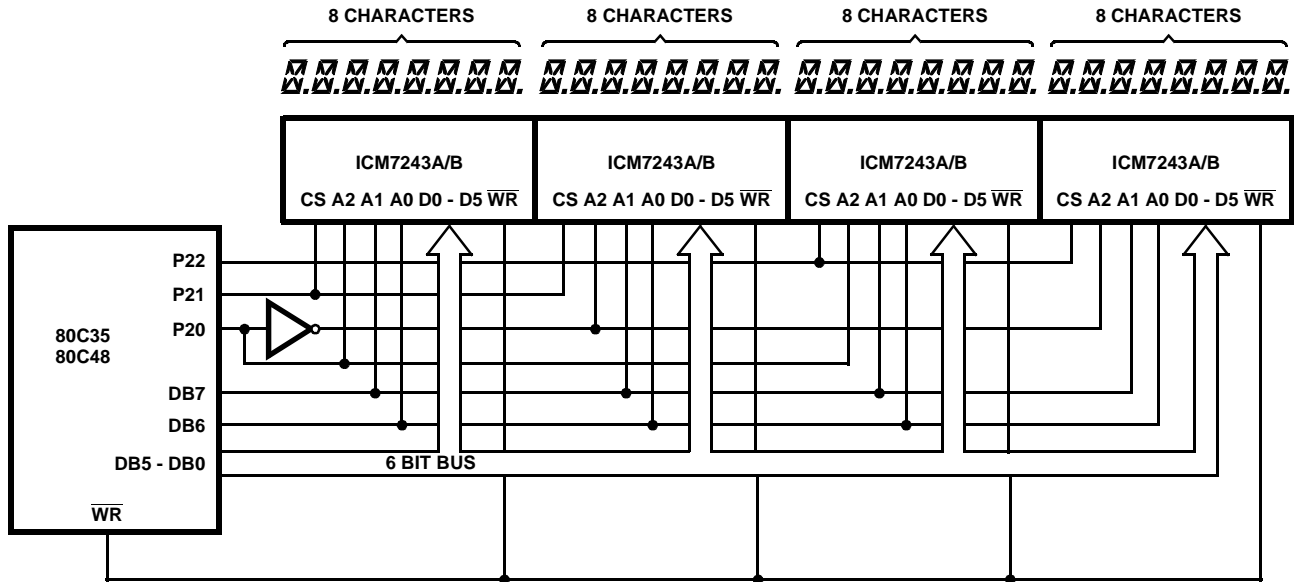 8 CHARACTERS 8 CHARACTERS 8 CHARACTERS 8 CHARACTERS
ICM7243A/B ICM7243A/B ICM7243A/B ICM7243A/B
CS A2 A1 A0 D0 - D5 WR CS A2 A1 A0 D0 - D5 WR CS A2 A1 A0 D0 - D5 WR CS A2 A1 A0 D0 - D5 WR
P22
P21
P20
80C35
80C48
DB7
DB6
DB5 - DB0
6 BIT BUS
WR